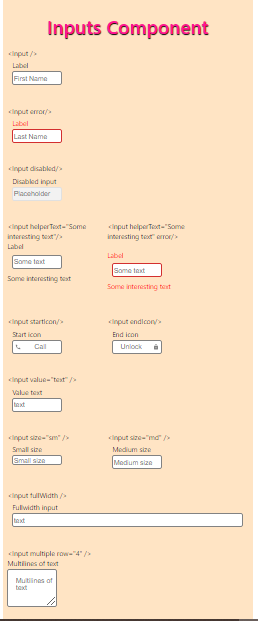 Inputs Component
<Input />
Label
First Name
<Input error/>
Label
Last Name
<Input disabled/>
Disabled input
Placeholder
<Input helperText="Some
interesting text"/>
Label
Some text
Some interesting text
<Input helperText="Some
interesting text" error/>
Label
Some text
Some interesting text
<Input startIcon/>
Start icon
Call
<Input endIcon/>
End icon
Unlock
<Input value="text" />
Value text
text
<Input size="sm" />
Small size
Small size
<Input size="md" />
Medium size
Medium size
<Input fullWidth />
Fullwidth input
text
<Input multiple row="4" />
Multilines of text
Multilines of
text